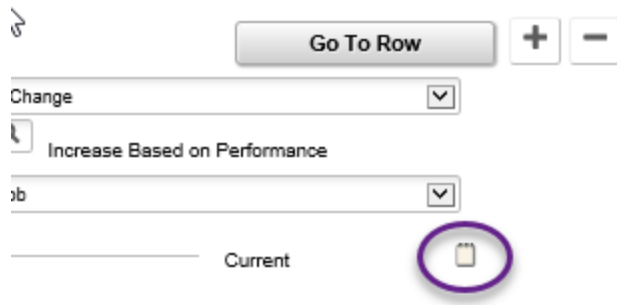 Go To Row
Change
Increase Based on Performance
ob
Current